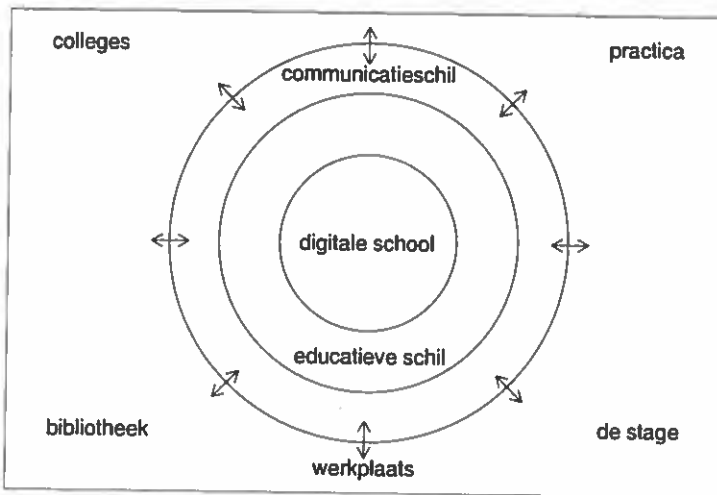 colleges
practica
communicatieschil
digitale school
educatieve schil
bibliotheek
de stage
werkplaats